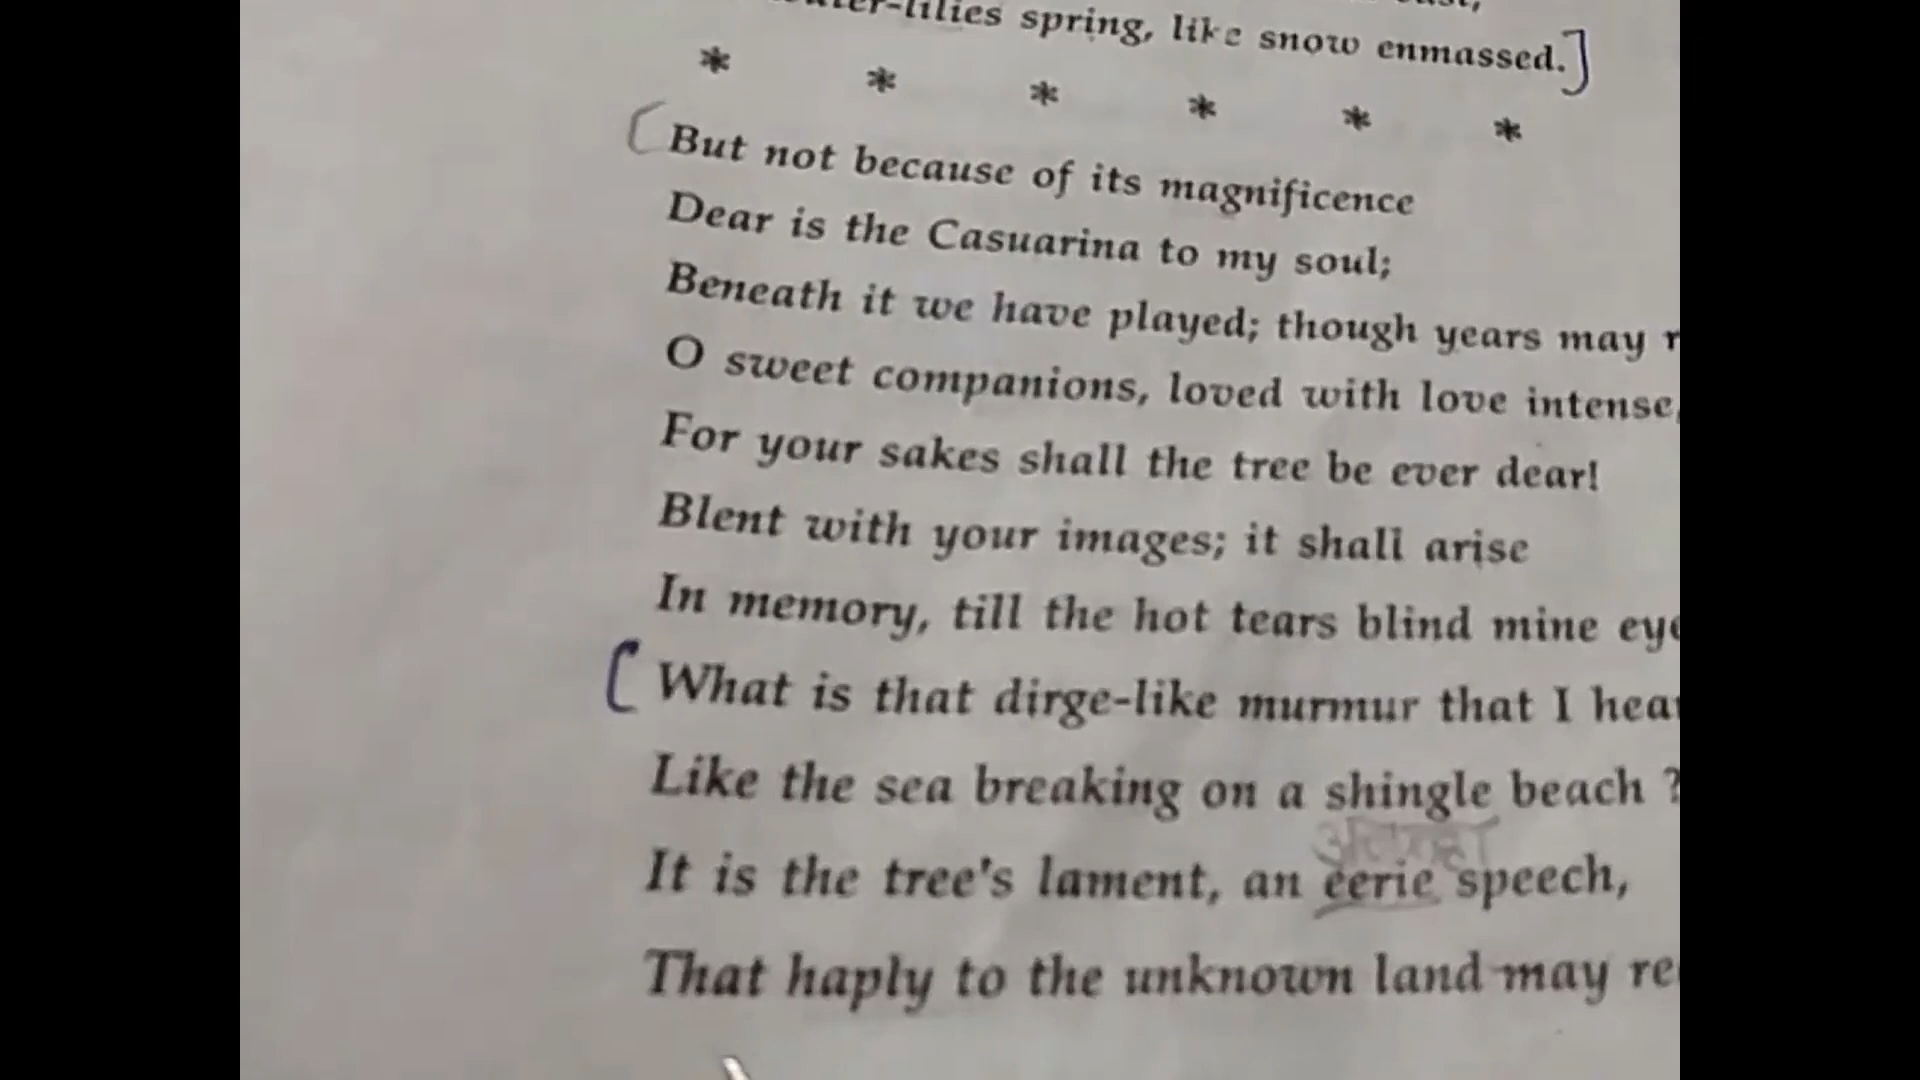 -lilies spring, like snow enmassed.]
* * * * * *
[But not because of its magnificence
Dear is the Casuarina to my soul;
Beneath it we have played; though years may
O sweet companions, loved with love intense,
For your sakes shall the tree be ever dear!
Blent with your images; it shall arise
In memory, till the hot tears blind mine
[What is that dirge-like murmur that I
Like the sea breaking on a shingle beach ?
It is the tree's lament, an eerie speech,
That haply to the unknown land may